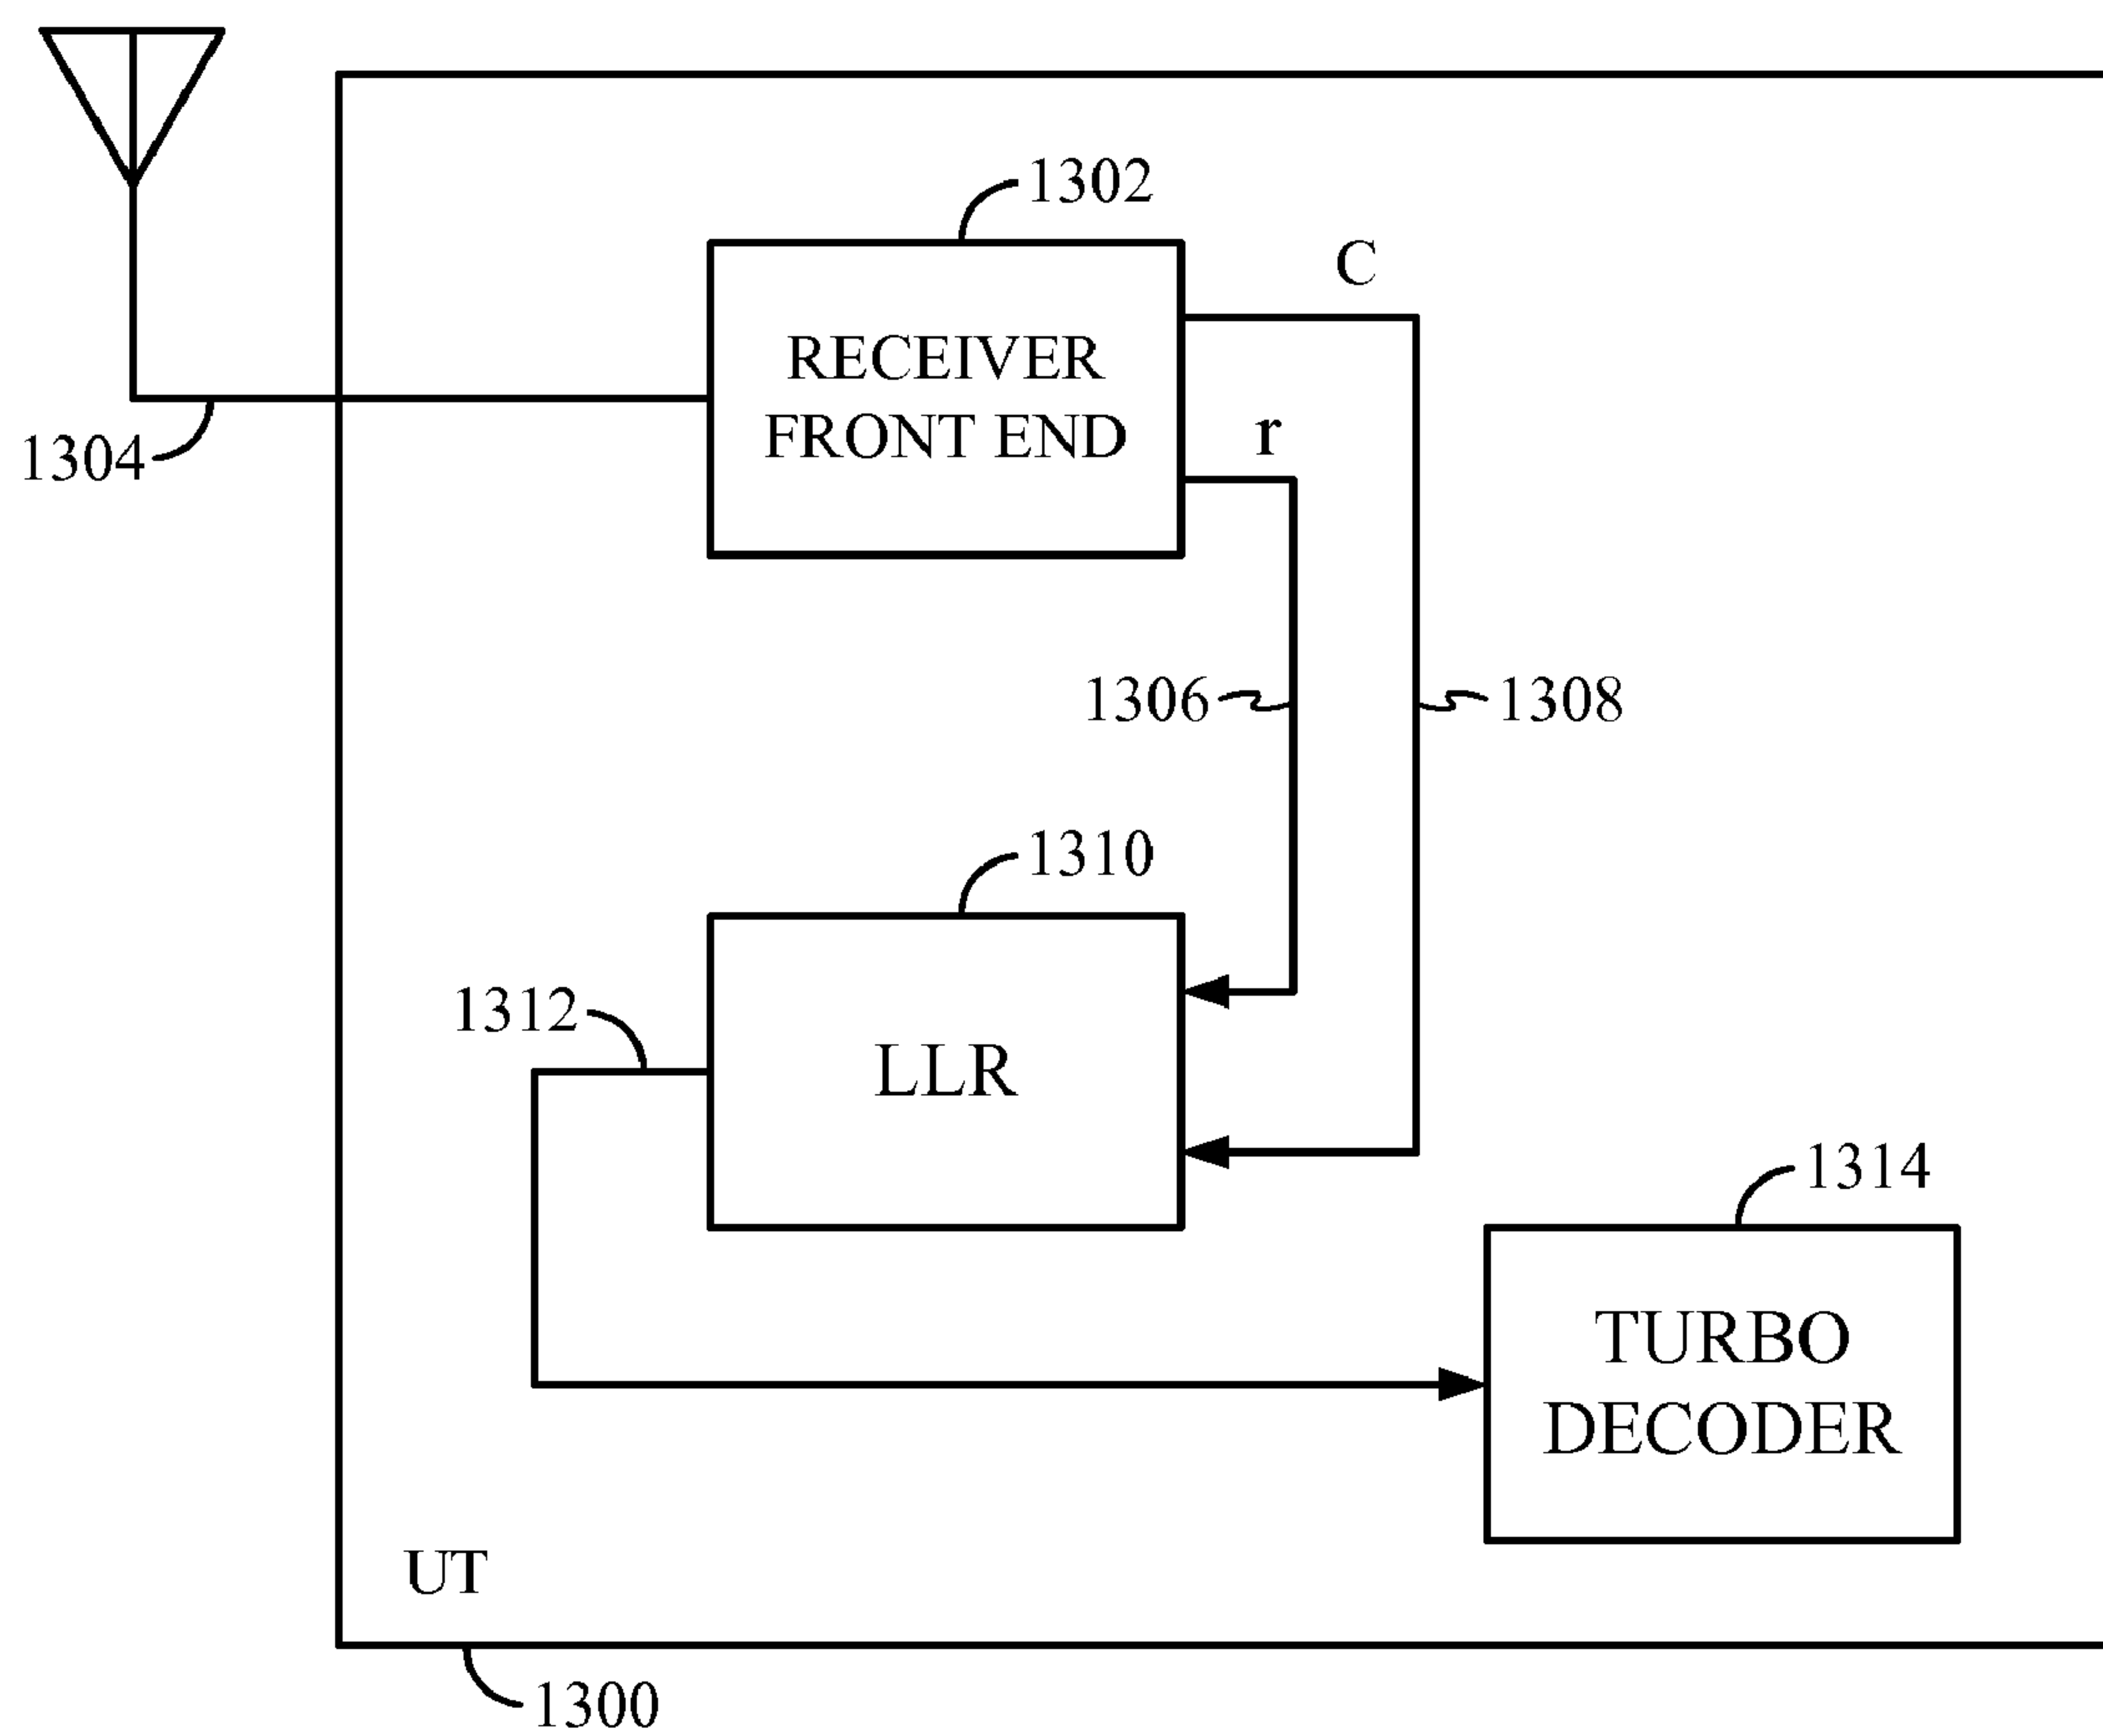 1302
C
RECEIVER
FRONT END
r
1304
1306
1308
1310
1312
LLR
1314
TURBO
DECODER
UT
1300